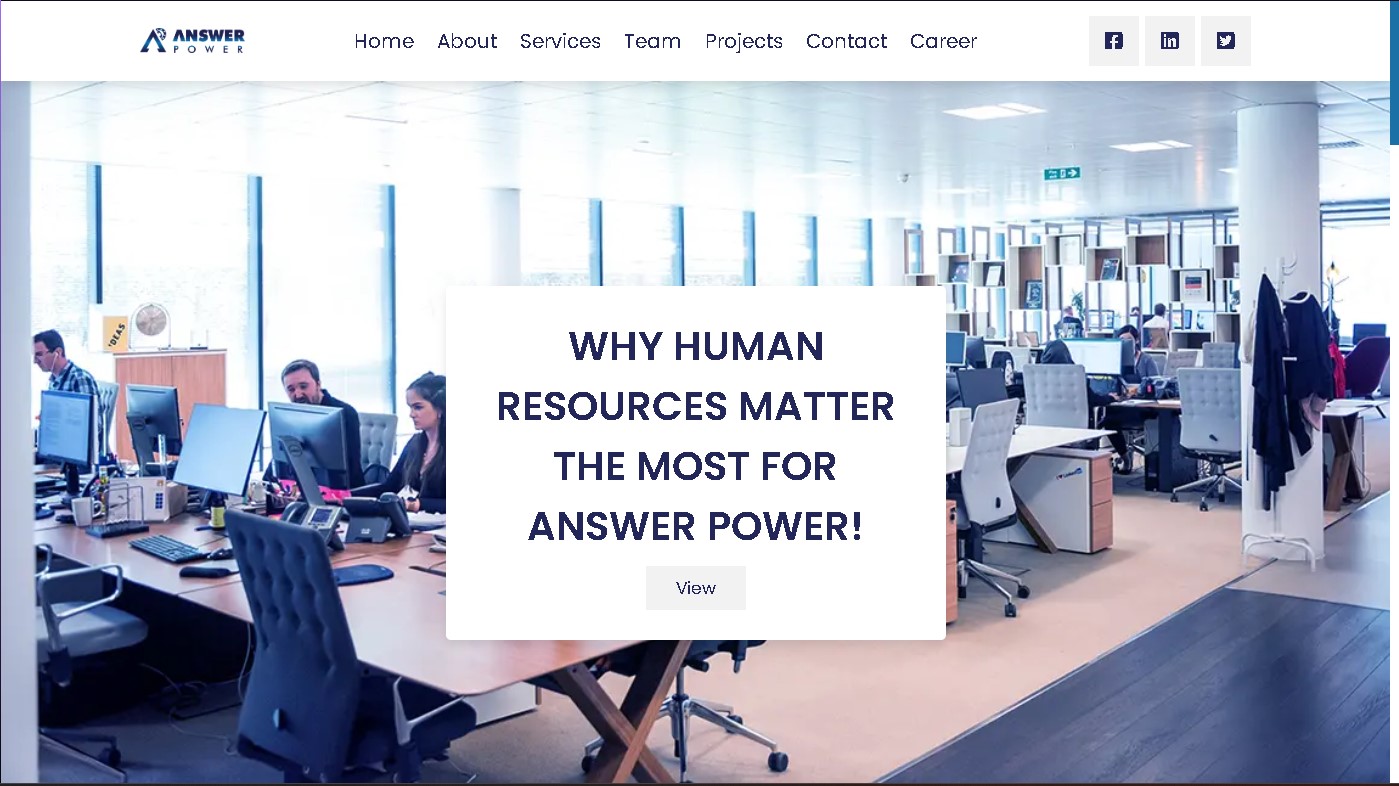 ANSWER
POWER
Home About Services Team Projects Contact Career
'DEAS
WHY HUMAN
RESOURCES MATTER
THE MOST FOR
ANSWER POWER!
View